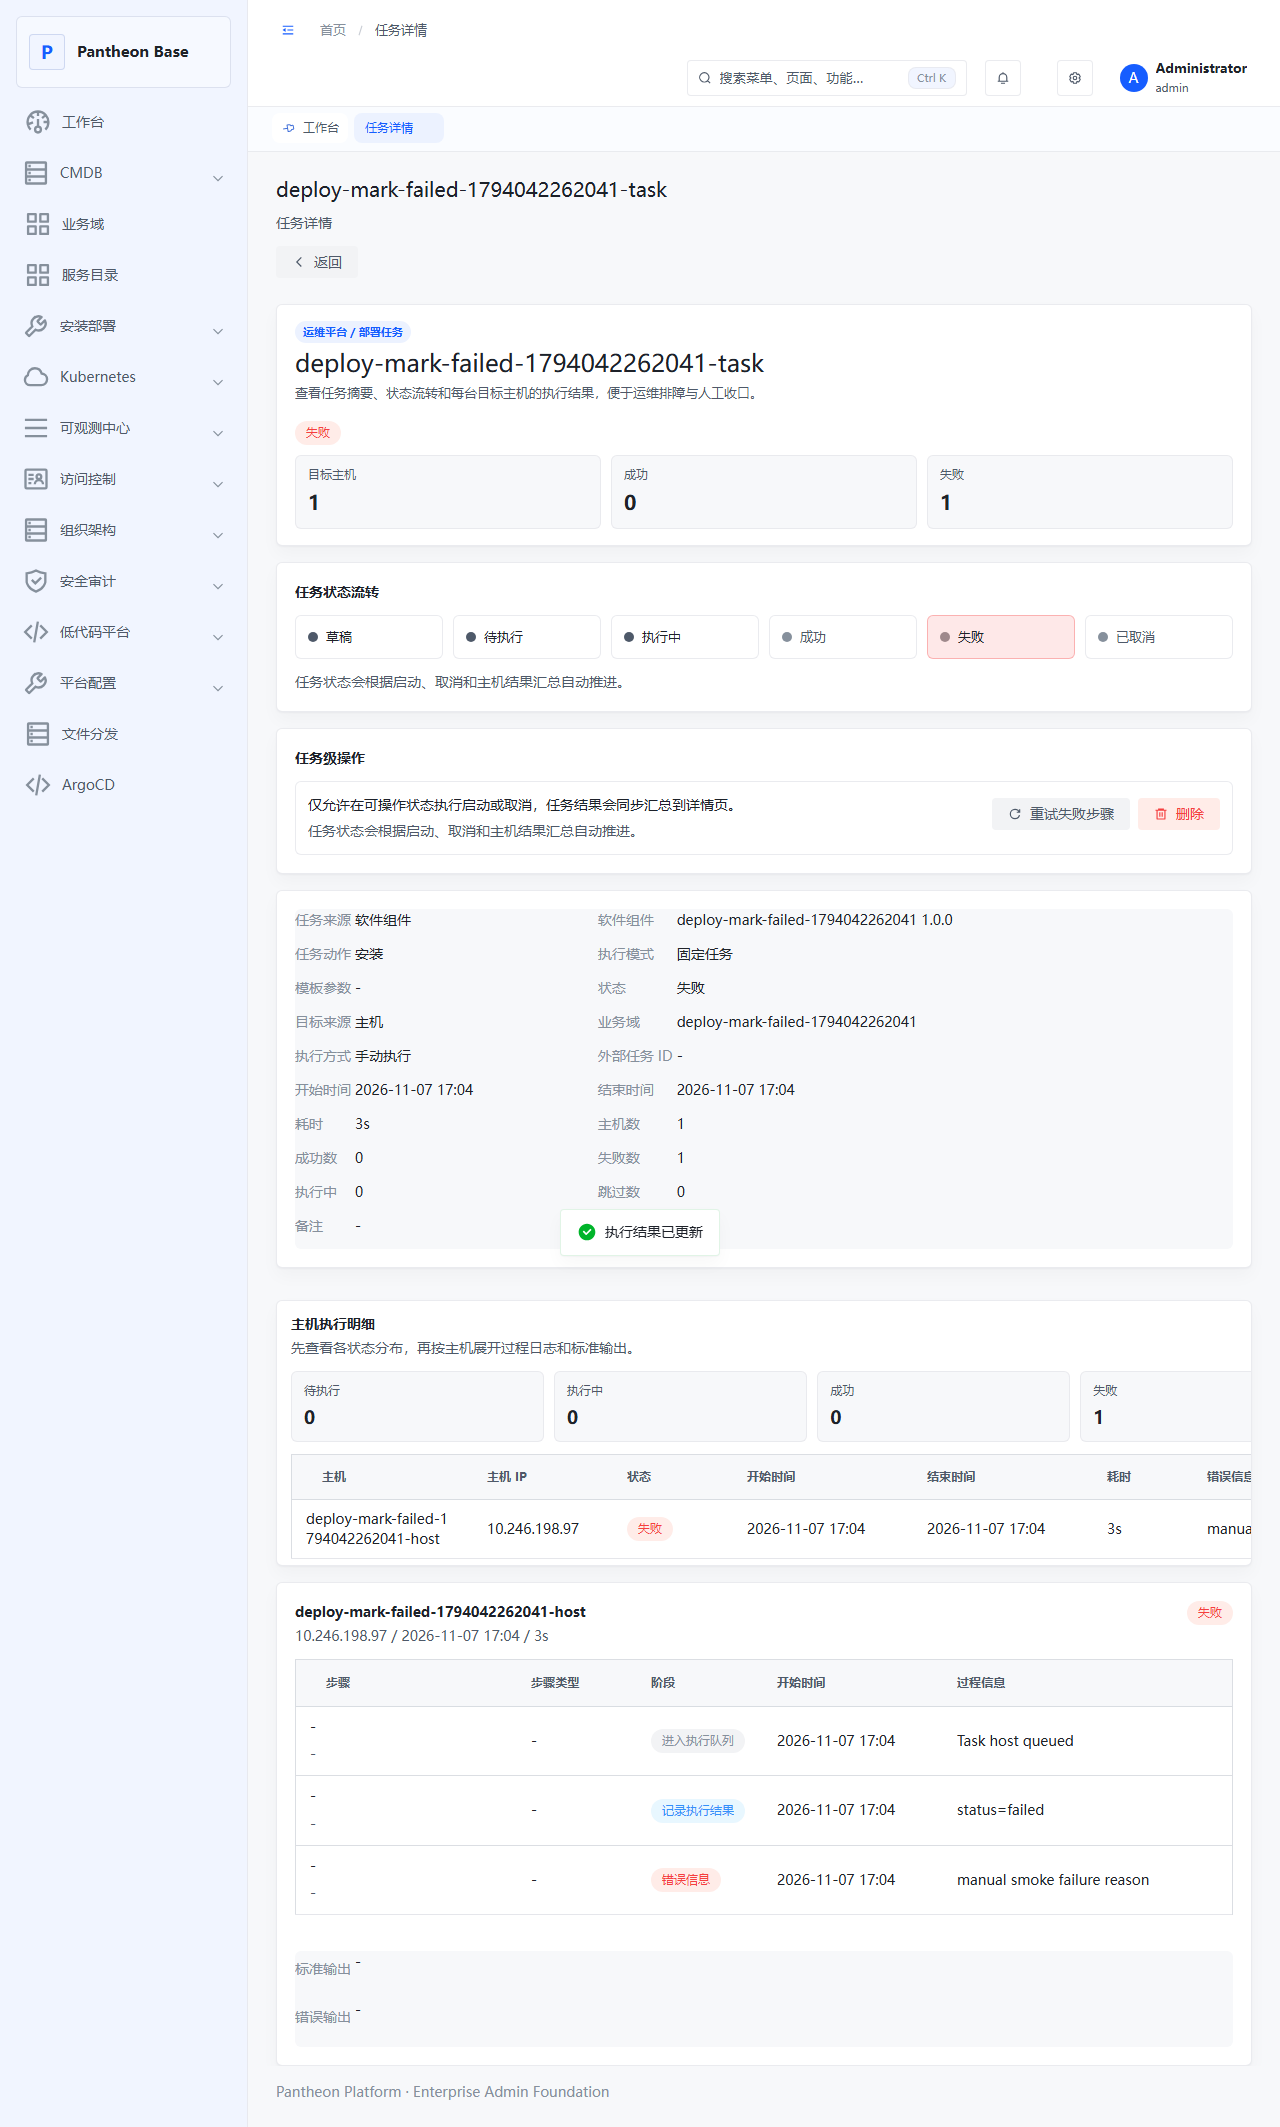 P
Pantheon Base
工作台
CMDB
业务域
服务目录
安装部署
Kubernetes
可观测中心
访问控制
组织架构
安全审计
低代码平台
平台配置
文件分发
ArgoCD
首页 / 任务详情
搜索菜单、页面、功能...
Ctrl K
A
Administrator
admin
工作台
任务详情
deploy-mark-failed-1794042262041-task
任务详情
返回
运维平台 / 部署任务
deploy-mark-failed-1794042262041-task
查看任务摘要、状态流转和每台目标主机的执行结果，便于运维排障与人工收口。
失败
目标主机
1
成功
0
失败
1
任务状态流转
草稿
待执行
执行中
成功
失败
已取消
任务状态会根据启动、取消和主机结果汇总自动推进。
任务级操作
仅允许在可操作状态执行启动或取消，任务结果会同步汇总到详情页。
任务状态会根据启动、取消和主机结果汇总自动推进。
重试失败步骤
删除
任务来源 软件组件 软件组件 deploy-mark-failed-1794042262041 1.0.0
任务动作 安装 执行模式 固定任务
模板参数 - 状态 失败
目标来源 主机 业务域 deploy-mark-failed-1794042262041
执行方式 手动执行 外部任务 ID -
开始时间 2026-11-07 17:04 结束时间 2026-11-07 17:04
耗时 3s 主机数 1
成功数 0 失败数 1
执行中 0 跳过数 0
备注 -
执行结果已更新
主机执行明细
先查看各状态分布，再按主机展开过程日志和标准输出。
待执行
0
执行中
0
成功
0
失败
1
主机 主机 IP 状态 开始时间 结束时间 耗时 错误信息
deploy-mark-failed-1
794042262041-host
10.246.198.97 失败 2026-11-07 17:04 2026-11-07 17:04 3s manua
deploy-mark-failed-1794042262041-host
失败
10.246.198.97 / 2026-11-07 17:04 / 3s
步骤 步骤类型 阶段 开始时间 过程信息
-
-
- 进入执行队列 2026-11-07 17:04 Task host queued
-
-
- 记录执行结果 2026-11-07 17:04 status=failed
-
-
- 错误信息 2026-11-07 17:04 manual smoke failure reason
标准输出 -
错误输出 -
Pantheon Platform · Enterprise Admin Foundation